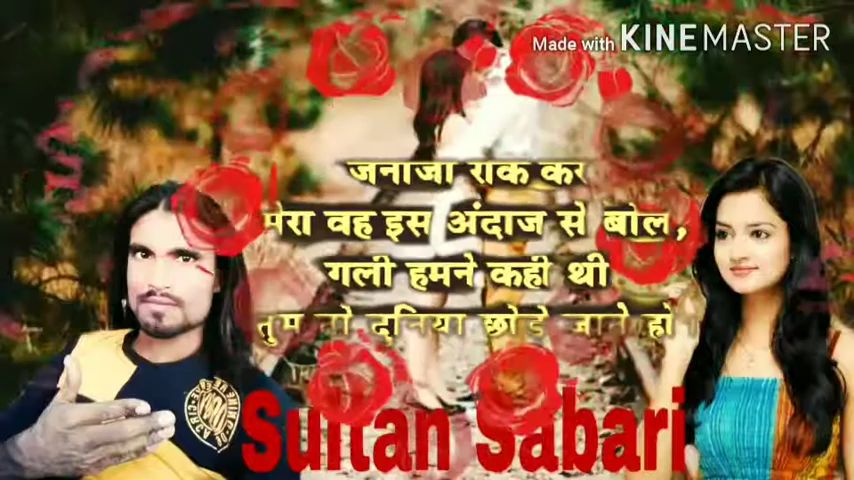 Made with KINEMASTER
जनाजा राक कर
मेरा वह इस अंदाज से बोल,
गली हमने कही थी
तुम तो दुनिया छोड़े जाते हो
Sultan Sabari